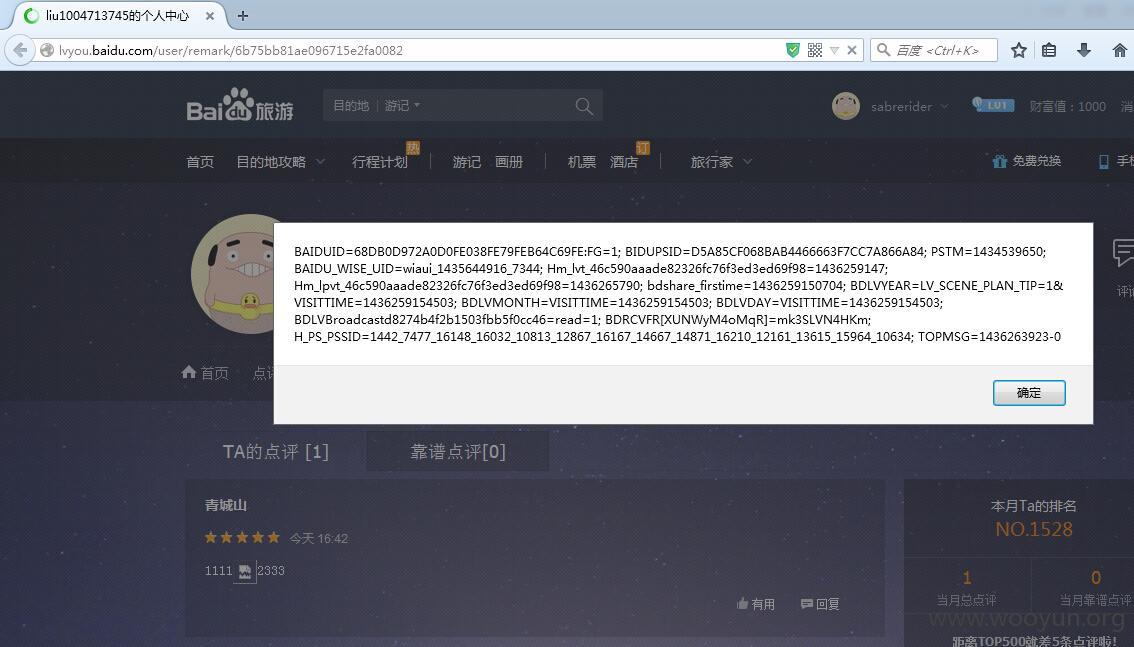 liu1004713745的个人中心
lvyou.baidu.com/user/remark/6b75bb81ae096715e2fa0082
百度 <Ctrl+K>
Bai du 旅游
目的地 | 游记
sabrerider
LV1
财富值：1000
消
首页 目的地攻略 行程计划 热 游记 画册 机票 酒店 订 旅行家 免费兑换 手机
BAIDUID=68DB0D972A0D0FE038FE79FEB64C69FE:FG=1; BIDUPSID=D5A85CF068BAB4466663F7CC7A866A84; PSTM=1434539650;
BAIDU_WISE_UID=wiaui_1435644916_7344; Hm_lvt_46c590aaade82326fc76f3ed3ed69f98=1436259147;
Hm_lpvt_46c590aaade82326fc76f3ed3ed69f98=1436265790; bdshare_firstime=1436259150704; BDLVYEAR=LV_SCENE_PLAN_TIP=1&
VISITTIME=1436259154503; BDLVMONTH=VISITTIME=1436259154503; BDLVDAY=VISITTIME=1436259154503;
BDLVBroadcastd8274b4f2b1503fbb5f0cc46=read=1; BDRCVFR[XUNWyM4oMqR]=mk3SLVN4HKm;
H_PS_PSSID=1442_7477_16148_16032_10813_12867_16167_14667_14871_16210_12161_13615_15964_10634; TOPMSG=1436263923-0
确定
评论
首页 点评
TA的点评 [1]
靠谱点评[0]
青城山
今天 16:42
1111 2333
有用
回复
本月Ta的排名
NO.1528
1
当月总点评
0
当月靠谱点评
距离TOP500就差5条点评啦!
www.wooyun.org